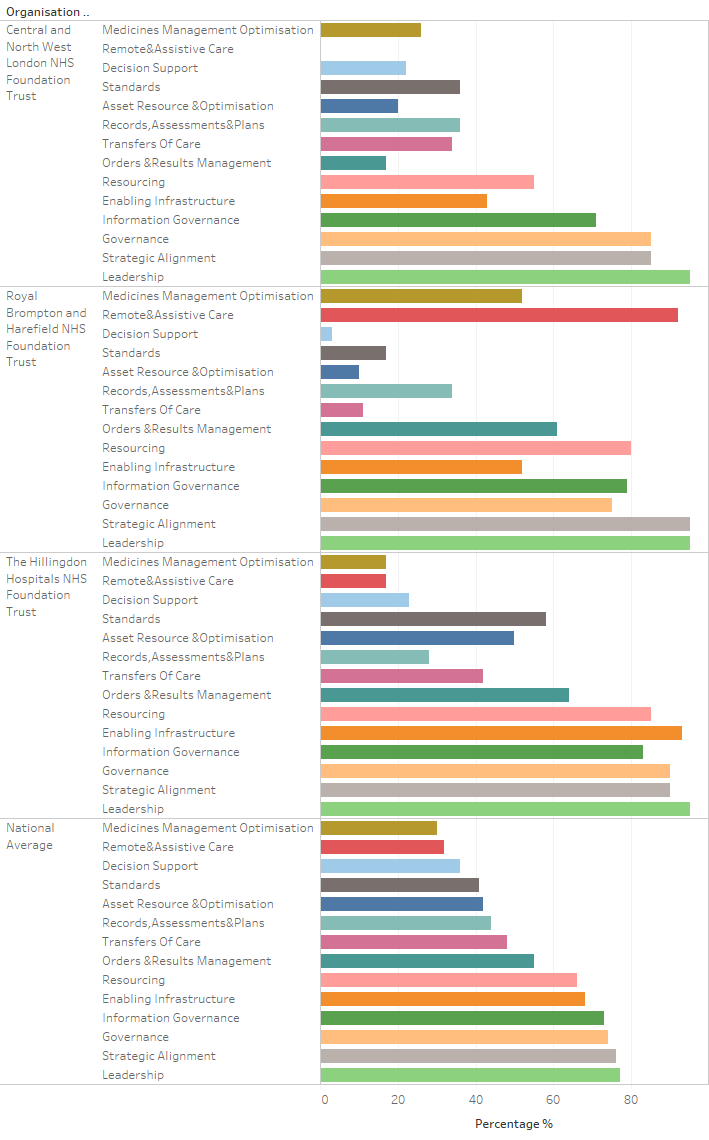 Organisation ..
Central and
North West
London NHS
Foundation
Trust
Medicines Management Optimisation
Remote&Assistive Care
Decision Support
Standards
Asset Resource &Optimisation
Records,Assessments&Plans
Transfers Of Care
Orders &Results Management
Resourcing
Enabling Infrastructure
Information Governance
Governance
Strategic Alignment
Leadership
Royal
Brompton and
Harefield NHS
Foundation
Trust
Medicines Management Optimisation
Remote&Assistive Care
Decision Support
Standards
Asset Resource &Optimisation
Records,Assessments&Plans
Transfers Of Care
Orders &Results Management
Resourcing
Enabling Infrastructure
Information Governance
Governance
Strategic Alignment
Leadership
The Hillingdon
Hospitals NHS
Foundation
Trust
Medicines Management Optimisation
Remote&Assistive Care
Decision Support
Standards
Asset Resource &Optimisation
Records,Assessments&Plans
Transfers Of Care
Orders &Results Management
Resourcing
Enabling Infrastructure
Information Governance
Governance
Strategic Alignment
Leadership
National
Average
Medicines Management Optimisation
Remote&Assistive Care
Decision Support
Standards
Asset Resource &Optimisation
Records,Assessments&Plans
Transfers Of Care
Orders &Results Management
Resourcing
Enabling Infrastructure
Information Governance
Governance
Strategic Alignment
Leadership
0 20 40 60 80
Percentage %